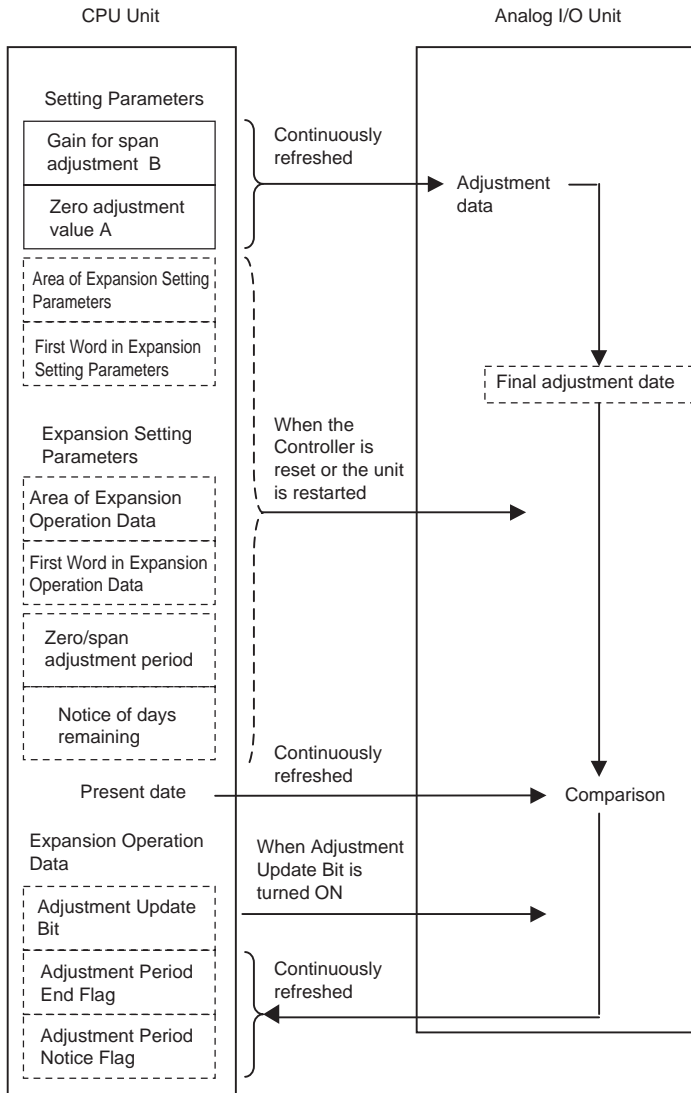 CPU Unit
Analog I/O Unit
Setting Parameters
Gain for span
adjustment B
Zero adjustment
value A
Continuously
refreshed
Adjustment
data
Area of Expansion Setting
Parameters
First Word in Expansion
Setting Parameters
Final adjustment date
When the
Controller is
reset or the unit
is restarted
Expansion Setting
Parameters
Area of Expansion
Operation Data
First Word in Expansion
Operation Data
Zero/span
adjustment period
Notice of days
remaining
Continuously
refreshed
Present date
Comparison
Expansion Operation
Data
When Adjustment
Update Bit is
turned ON
Adjustment Update
Bit
Adjustment Period
End Flag
Continuously
refreshed
Adjustment Period
Notice Flag